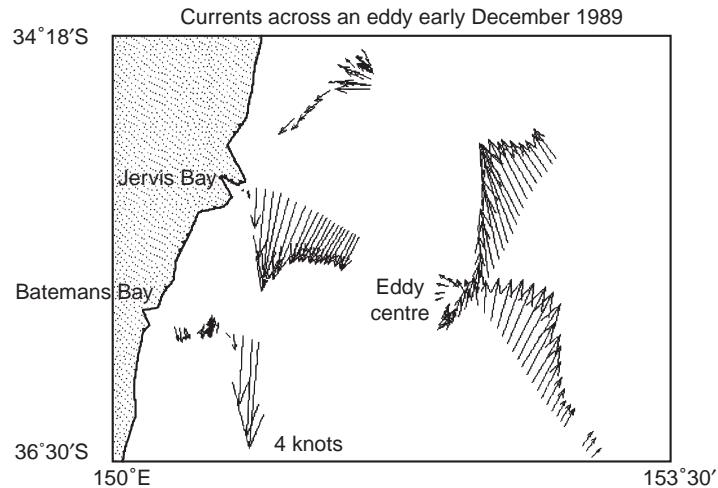 Currents across an eddy early December 1989
34˚18′S
Jervis Bay
Batemans Bay
Eddy
centre
4 knots
36˚30′S
150˚E
153˚30′